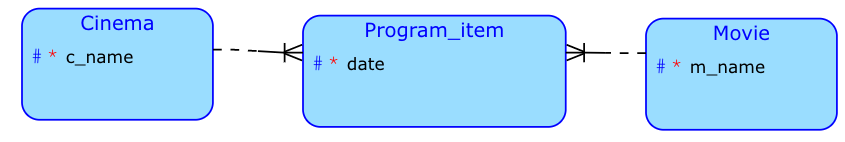 Cinema
# * c_name
Program_item
# * date
Movie
# * m_name